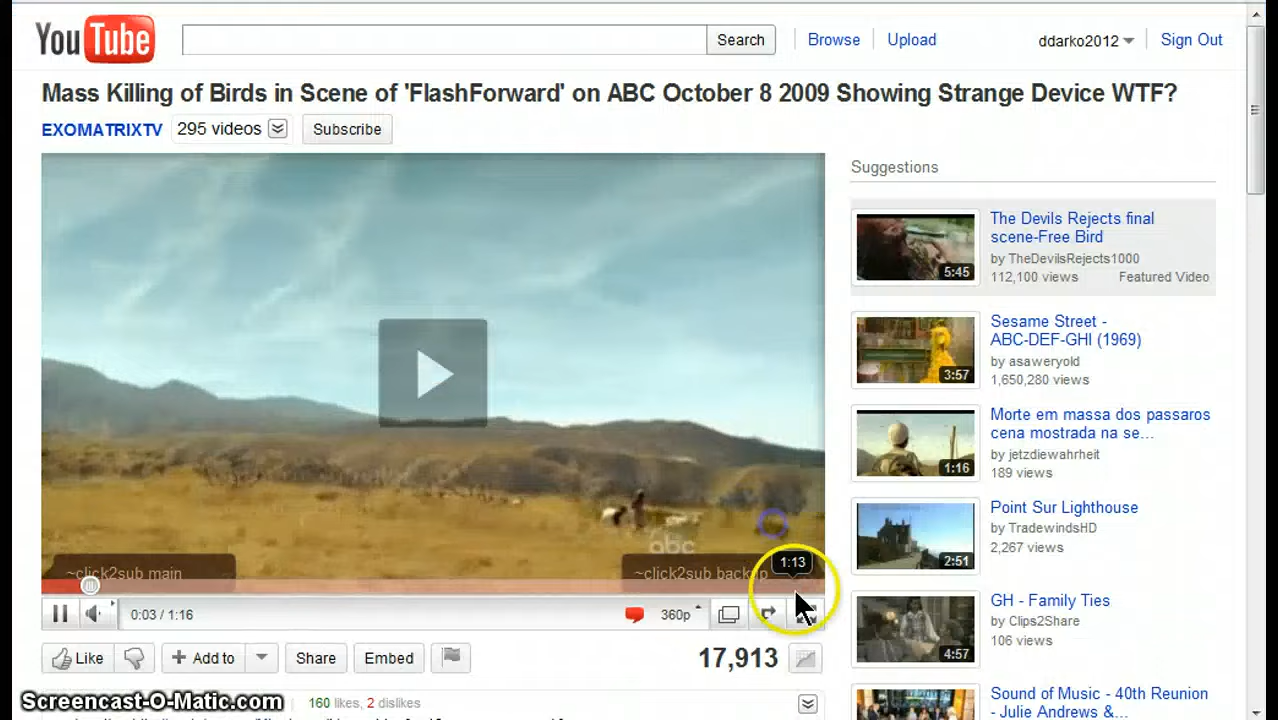 You Tube
Search
Browse
Upload
ddarko2012
Sign Out
Mass Killing of Birds in Scene of 'FlashForward' on ABC October 8 2009 Showing Strange Device WTF?
EXOMATRIXTV
295 videos
Subscribe
~click2sub main
abc
~click2sub backup
1:13
0:03 / 1:16
360p
Like
+ Add to
Share
Embed
17,913
160 likes, 2 dislikes
Screencast-O-Matic.com
Suggestions
5:45
The Devils Rejects final
scene-Free Bird
by TheDevilsRejects1000
112,100 views
Featured Video
3:57
Sesame Street -
ABC-DEF-GHI (1969)
by asaweryold
1,650,280 views
1:16
Morte em massa dos passaros
cena mostrada na se...
by jetzdiewahrheit
189 views
2:51
Point Sur Lighthouse
by TradewindsHD
2,267 views
4:57
GH - Family Ties
by Clips2Share
106 views
Sound of Music - 40th Reunion
- Julie Andrews &...